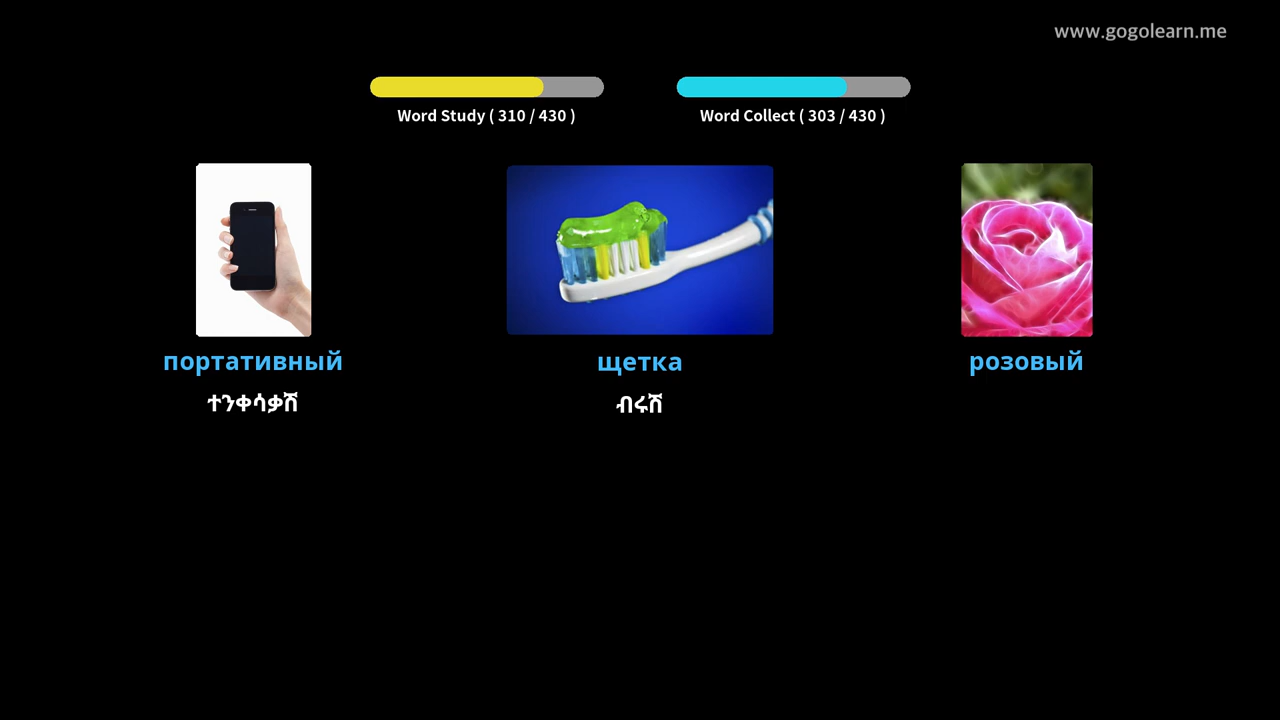 www.gogolearn.me
Word Study ( 310 / 430 )
Word Collect ( 303 / 430 )
портативный
щетка
розовый
ተንቀሳቃሽ
ብሩሽ